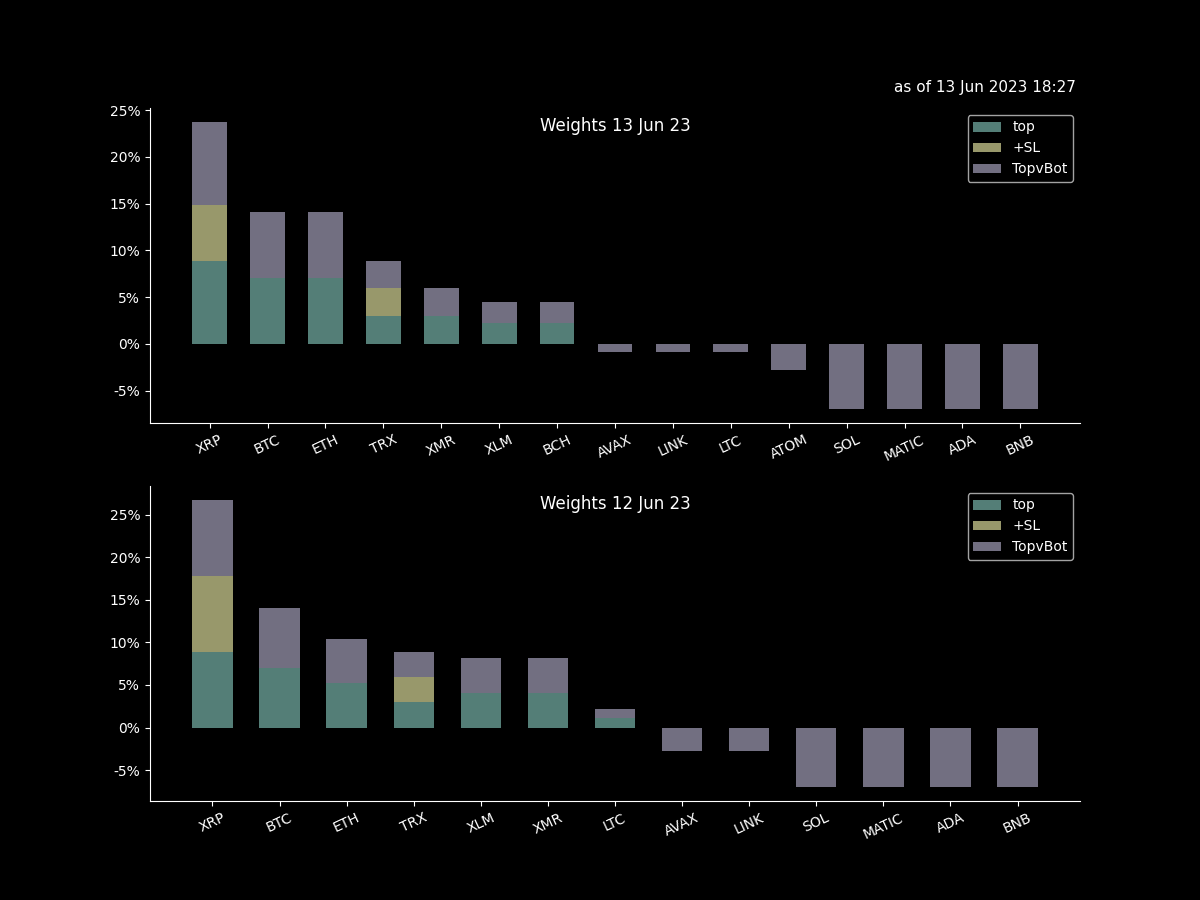 as of 13 Jun 2023 18:27
Weights 13 Jun 23
top
+SL
TopvBot
25%
20%
15%
10%
5%
0%
-5%
XRP BTC ETH TRX XMR XLM BCH AVAX LINK LTC ATOM SOL MATIC ADA BNB
Weights 12 Jun 23
top
+SL
TopvBot
25%
20%
15%
10%
5%
0%
-5%
XRP BTC ETH TRX XLM XMR LTC AVAX LINK SOL MATIC ADA BNB